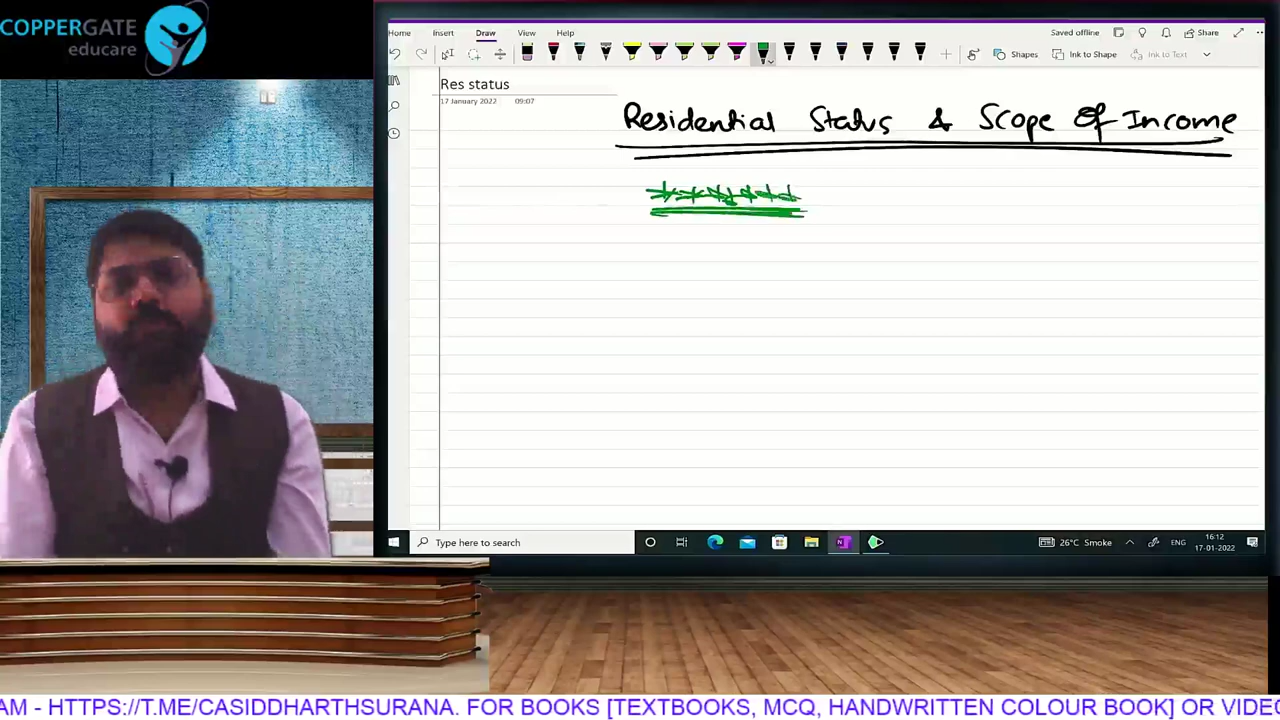 COPPERGATE
educare
Home Insert Draw View Help
Saved offline
Share
Shapes
Ink to Shape
Ink to Text
Res status
17 January 2022 09:07
Residential Status & Scope Of Income
Type here to search
26°C Smoke
ENG
16:12
17-01-2022
AM - HTTPS://T.ME/CASIDDHARTHSURANA. FOR BOOKS [TEXTBOOKS, MCQ, HANDWRITTEN COLOUR BOOK] OR VIDEO